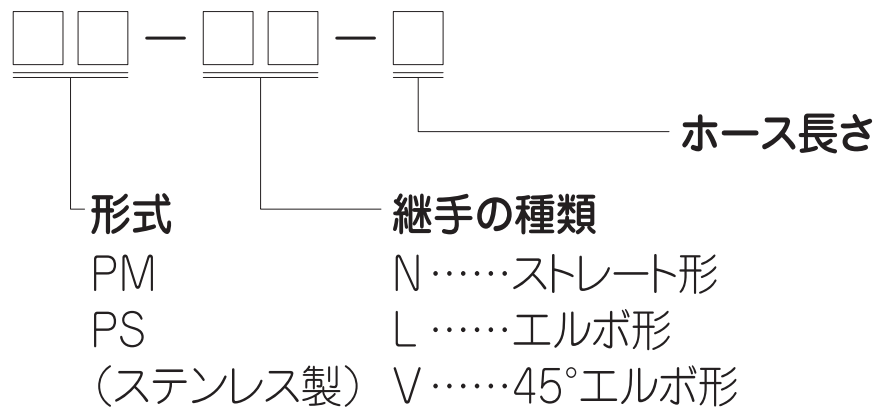 □□－□□－□
ホース長さ
形式 継手の種類
PM N……ストレート形
PS L……エルボ形
（ステンレス製） V……45°エルボ形